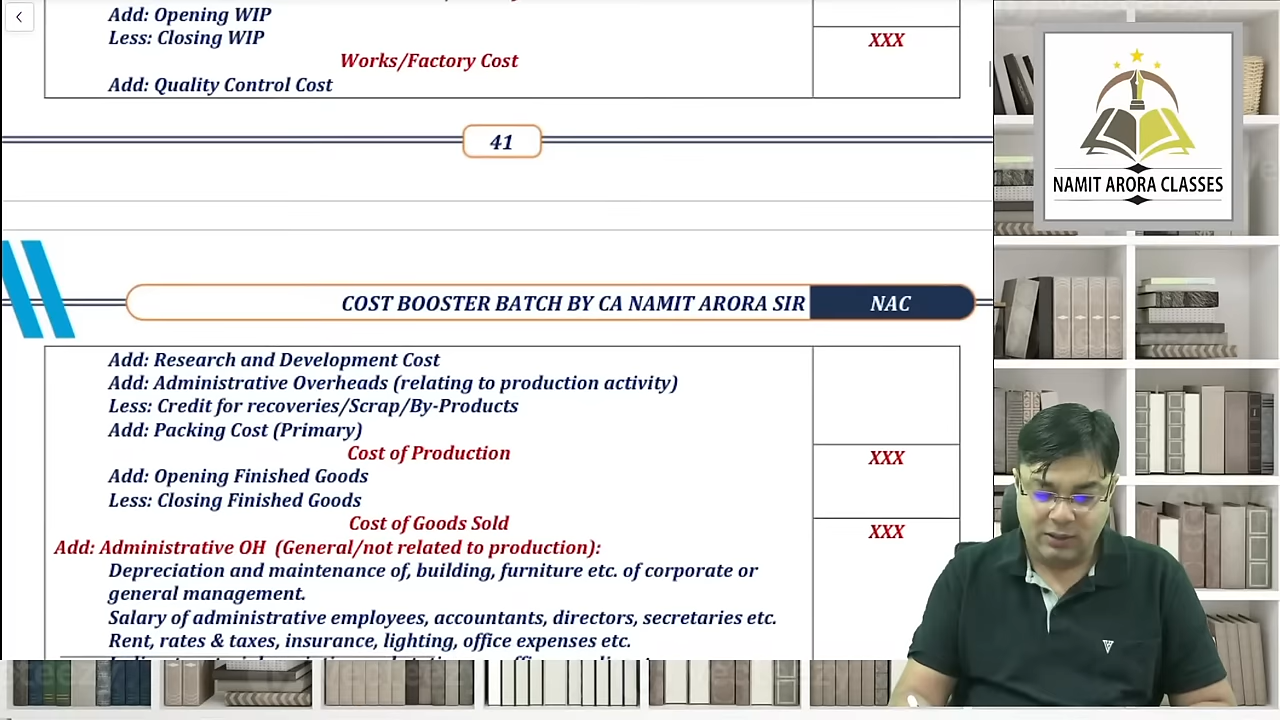 Add: Opening WIP
Less: Closing WIP
XXX
Works/Factory Cost
Add: Quality Control Cost
41
COST BOOSTER BATCH BY CA NAMIT ARORA SIR
NAC
Add: Research and Development Cost
Add: Administrative Overheads (relating to production activity)
Less: Credit for recoveries/Scrap/By-Products
Add: Packing Cost (Primary)
Cost of Production
XXX
Add: Opening Finished Goods
Less: Closing Finished Goods
Cost of Goods Sold
XXX
Add: Administrative OH (General/not related to production):
Depreciation and maintenance of, building, furniture etc. of corporate or
general management.
Salary of administrative employees, accountants, directors, secretaries etc.
Rent, rates & taxes, insurance, lighting, office expenses etc.
NAMIT ARORA CLASSES